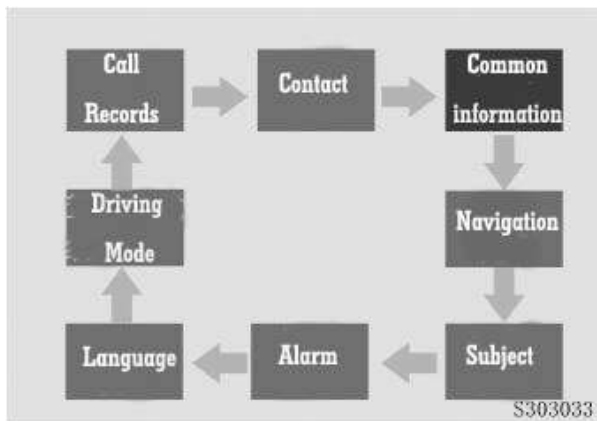 Call
Records
Contact
Common
information
Driving
Mode
Navigation
Language
Alarm
Subject
S303033